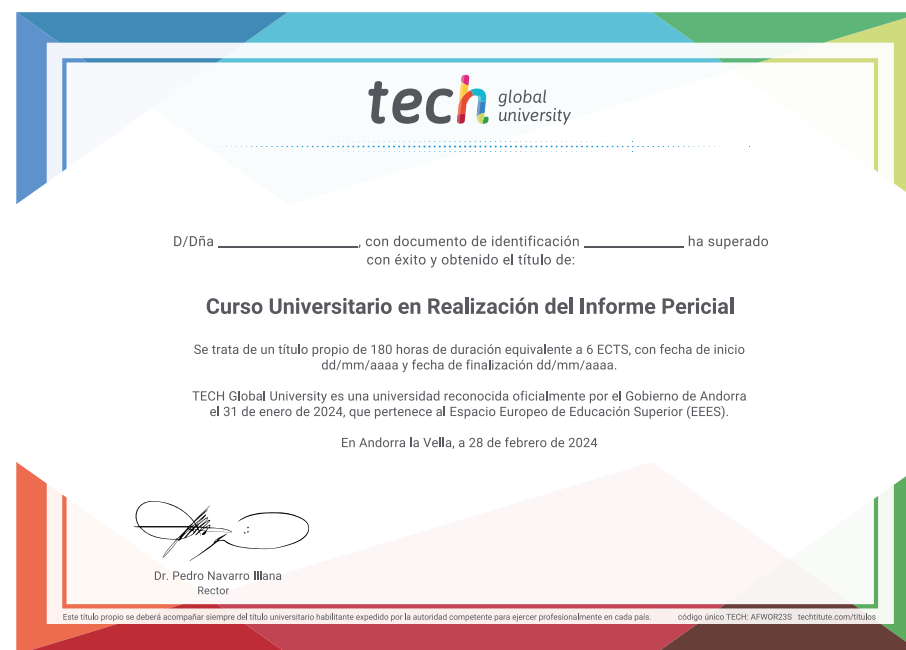 tech global university
D/Dña ____________________, con documento de identificación ______________ ha superado
con éxito y obtenido el título de:
Curso Universitario en Realización del Informe Pericial
Se trata de un título propio de 180 horas de duración equivalente a 6 ECTS, con fecha de inicio
dd/mm/aaaa y fecha de finalización dd/mm/aaaa.
TECH Global University es una universidad reconocida oficialmente por el Gobierno de Andorra
el 31 de enero de 2024, que pertenece al Espacio Europeo de Educación Superior (EEES).
En Andorra la Vella, a 28 de febrero de 2024
Dr. Pedro Navarro Illana
Rector
Este título propio se deberá acompañar siempre del título universitario habilitante expedido por la autoridad competente para ejercer profesionalmente en cada país. código único TECH: AFWOR23S techtitute.com/titulos